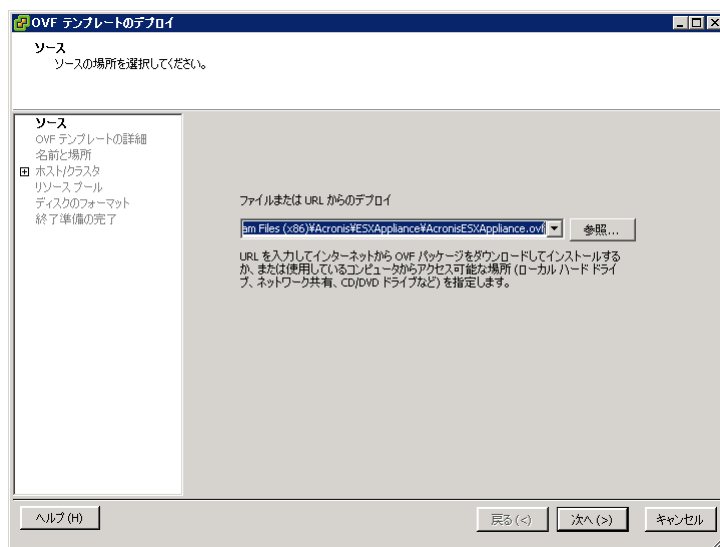 OVF テンプレートのデプロイ
ソース
ソースの場所を選択してください。
ソース
OVF テンプレートの詳細
名前と場所
ホスト/クラスタ
リソース プール
ディスクのフォーマット
終了準備の完了
ファイルまたは URL からのデプロイ
am Files (x86)¥Acronis¥ESXAppliance¥AcronisESXAppliance.ovf
参照...
URL を入力してインターネットから OVF パッケージをダウンロードしてインストールする
か、または使用しているコンピュータからアクセス可能な場所 (ローカル ハード ドライ
ブ、ネットワーク共有、CD/DVD ドライブなど) を指定します。
ヘルプ (H)
戻る (<)
次へ (>)
キャンセル